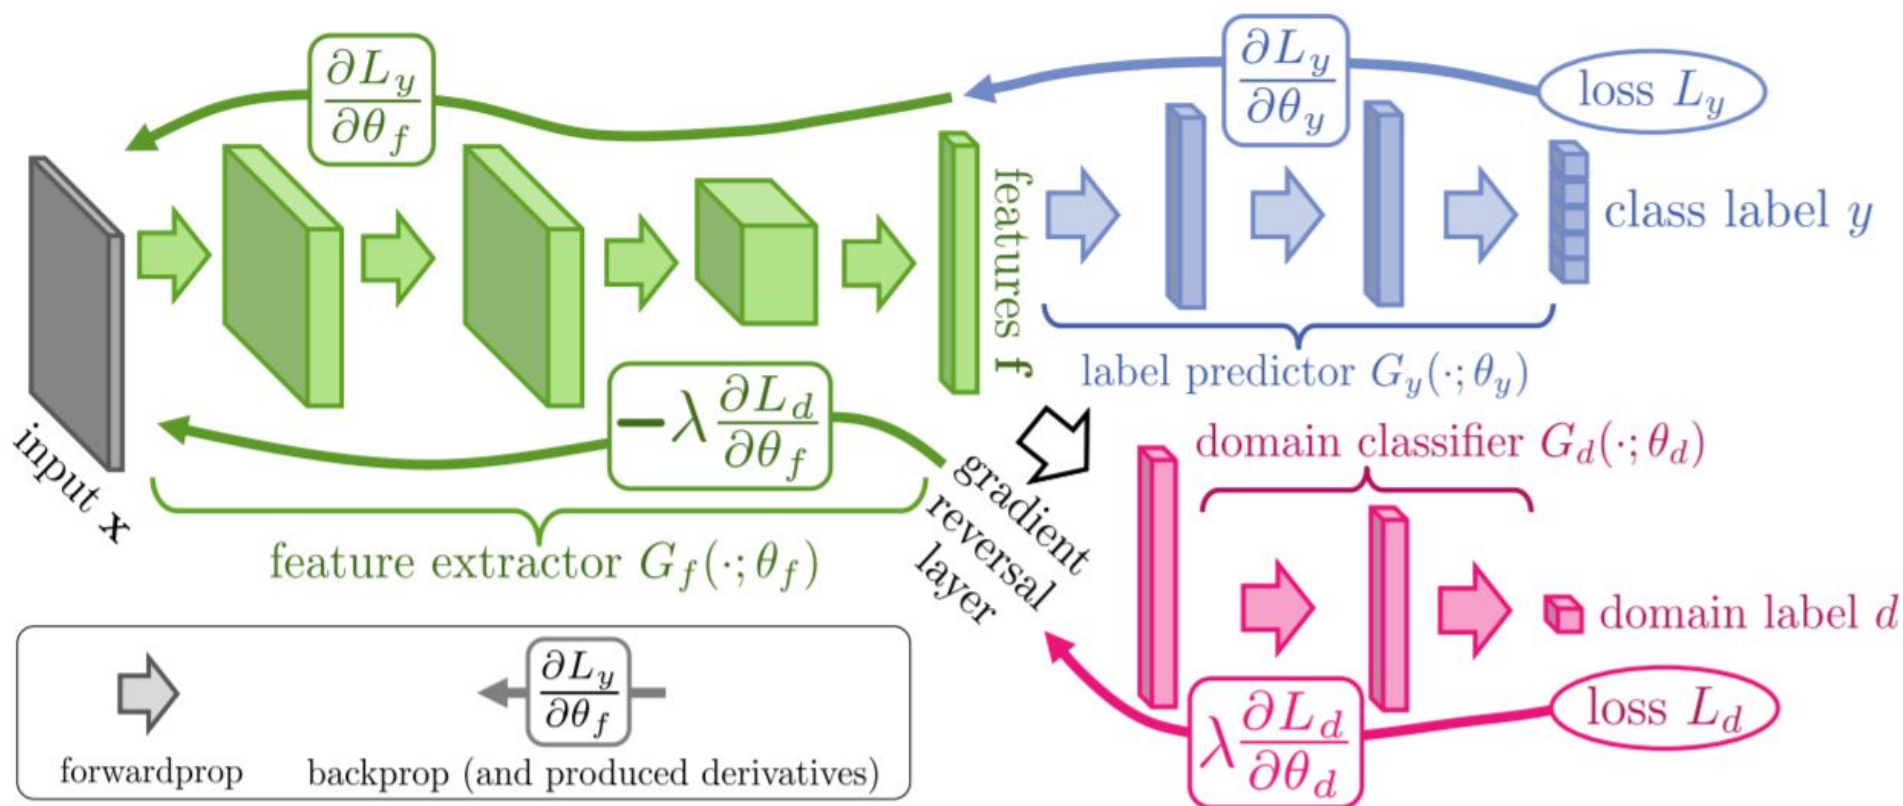 ∂L_y
∂θ_f
∂L_y
∂θ_y
loss L_y
features f
class label y
label predictor G_y(·; θ_y)
input x
−λ ∂L_d
∂θ_f
feature extractor G_f(·; θ_f)
gradient
reversal
layer
domain classifier G_d(·; θ_d)
domain label d
loss L_d
λ ∂L_d
∂θ_d
∂L_y
∂θ_f
forwardprop
backprop (and produced derivatives)